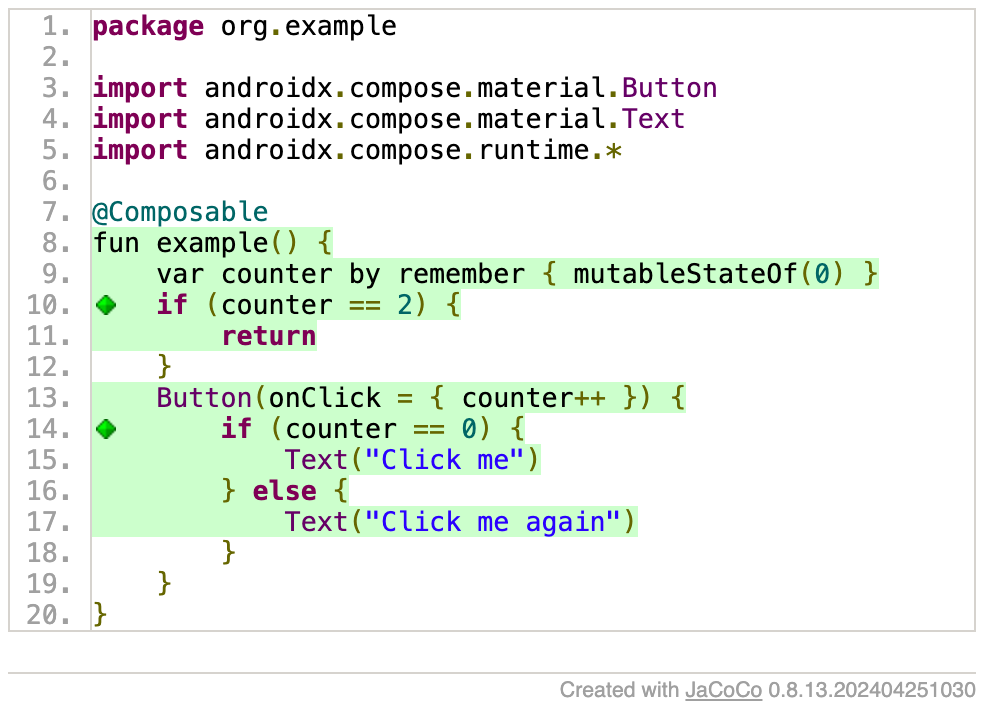 1. package org.example
2.
3. import androidx.compose.material.Button
4. import androidx.compose.material.Text
5. import androidx.compose.runtime.*
6.
7. @Composable
8. fun example() {
9.     var counter by remember { mutableStateOf(0) }
10.     if (counter == 2) {
11.         return
12.     }
13.     Button(onClick = { counter++ }) {
14.         if (counter == 0) {
15.             Text("Click me")
16.         } else {
17.             Text("Click me again")
18.         }
19.     }
20. }
Created with JaCoCo 0.8.13.202404251030